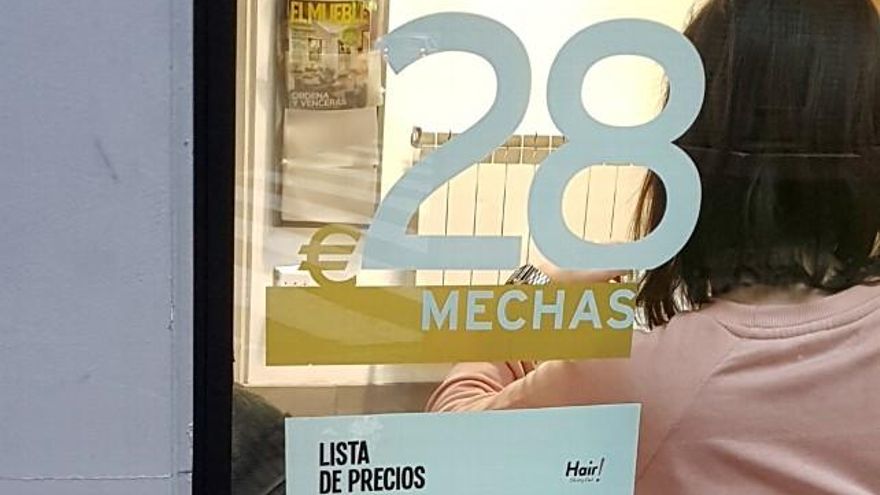 EL MUEBLE
ORDENA
Y VENCERÁS
€28
MECHAS
LISTA
DE PRECIOS
Hair!